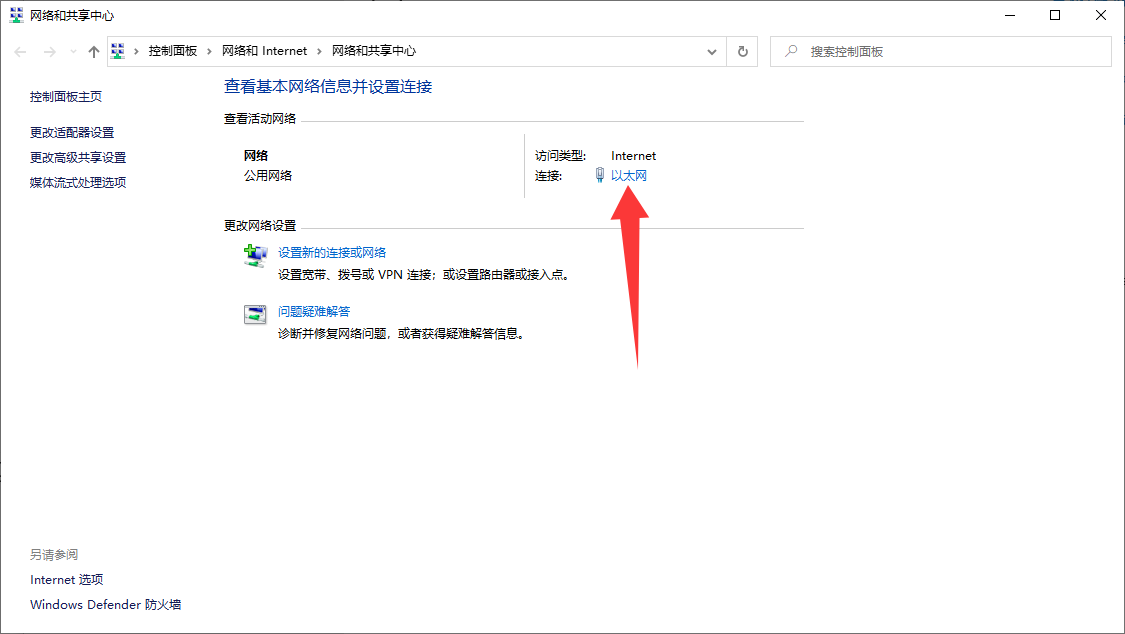 网络和共享中心
控制面板 网络和 Internet 网络和共享中心
搜索控制面板
控制面板主页
更改适配器设置
更改高级共享设置
媒体流式处理选项
查看基本网络信息并设置连接
查看活动网络
网络
公用网络
访问类型: Internet
连接: 以太网
更改网络设置
设置新的连接或网络
设置宽带、拨号或 VPN 连接；或设置路由器或接入点。
问题疑难解答
诊断并修复网络问题，或者获得疑难解答信息。
另请参阅
Internet 选项
Windows Defender 防火墙